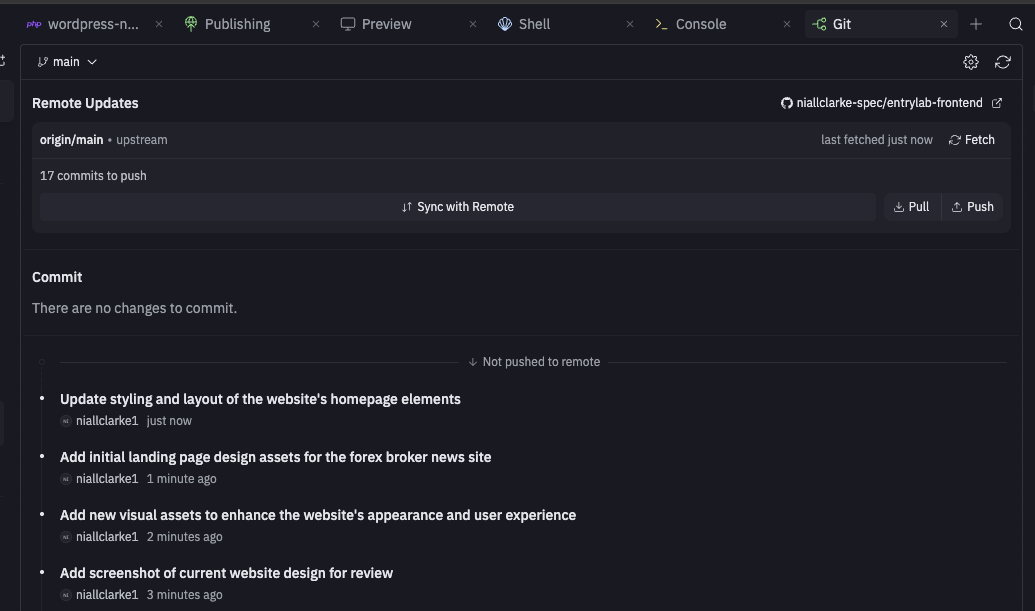 php wordpress-n...
Publishing
Preview
Shell
Console
Git
main
Remote Updates
niallclarke-spec/entrylab-frontend
origin/main • upstream
last fetched just now
Fetch
17 commits to push
Sync with Remote
Pull
Push
Commit
There are no changes to commit.
Not pushed to remote
Update styling and layout of the website's homepage elements
NI niallclarke1 just now
Add initial landing page design assets for the forex broker news site
NI niallclarke1 1 minute ago
Add new visual assets to enhance the website's appearance and user experience
NI niallclarke1 2 minutes ago
Add screenshot of current website design for review
NI niallclarke1 3 minutes ago